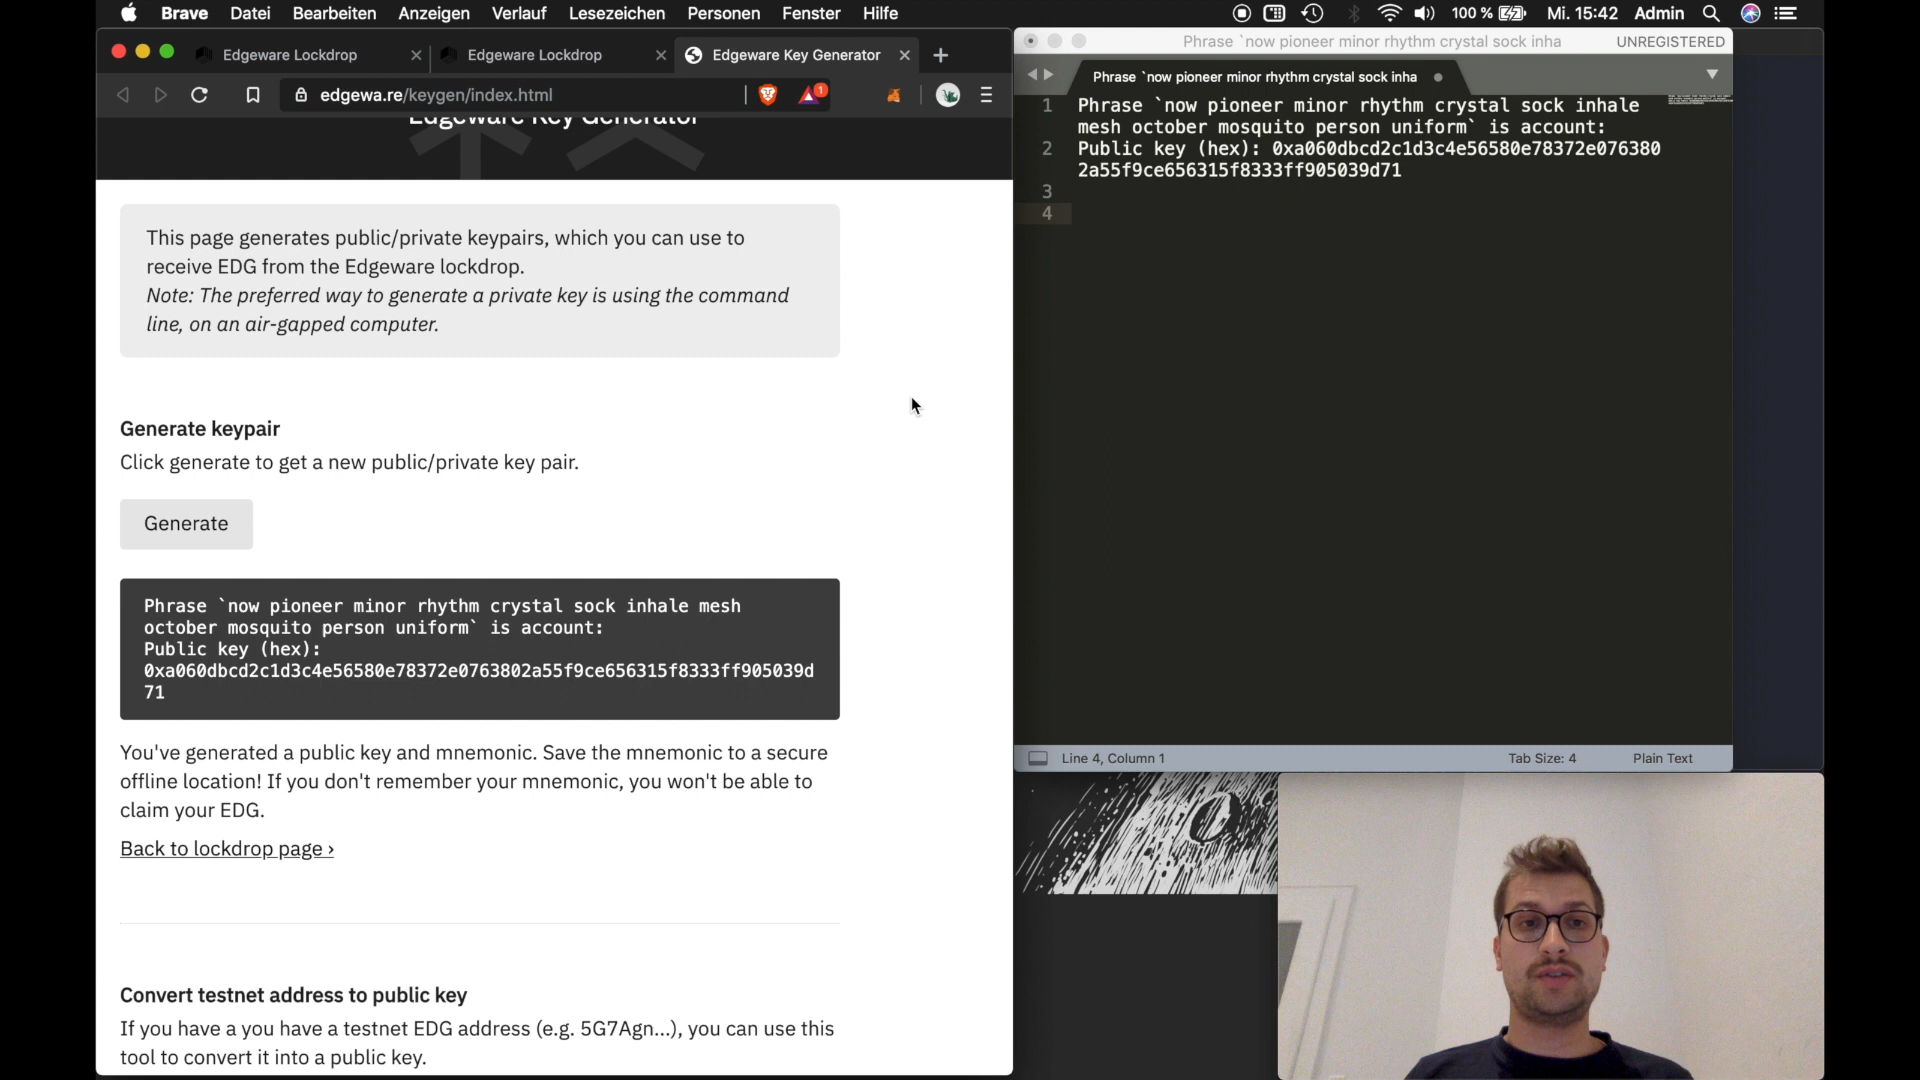 Brave Datei Bearbeiten Anzeigen Verlauf Lesezeichen Personen Fenster Hilfe 100 % Mi. 15:42 Admin
Edgeware Lockdrop
Edgeware Lockdrop
Edgeware Key Generator
edgewa.re/keygen/index.html
1
Edgeware Key Generator
This page generates public/private keypairs, which you can use to
receive EDG from the Edgeware lockdrop.
Note: The preferred way to generate a private key is using the command
line, on an air-gapped computer.
Generate keypair
Click generate to get a new public/private key pair.
Generate
Phrase `now pioneer minor rhythm crystal sock inhale mesh
october mosquito person uniform` is account:
Public key (hex):
0xa060dbcd2c1d3c4e56580e78372e0763802a55f9ce656315f8333ff905039d
71
You've generated a public key and mnemonic. Save the mnemonic to a secure
offline location! If you don't remember your mnemonic, you won't be able to
claim your EDG.
Back to lockdrop page ›
Convert testnet address to public key
If you have a you have a testnet EDG address (e.g. 5G7Agn...), you can use this
tool to convert it into a public key.
Phrase `now pioneer minor rhythm crystal sock inha UNREGISTERED
Phrase `now pioneer minor rhythm crystal sock inha
1 Phrase `now pioneer minor rhythm crystal sock inhale
mesh october mosquito person uniform` is account:
2 Public key (hex): 0xa060dbcd2c1d3c4e56580e78372e076380
2a55f9ce656315f8333ff905039d71
3
4
Line 4, Column 1 Tab Size: 4 Plain Text